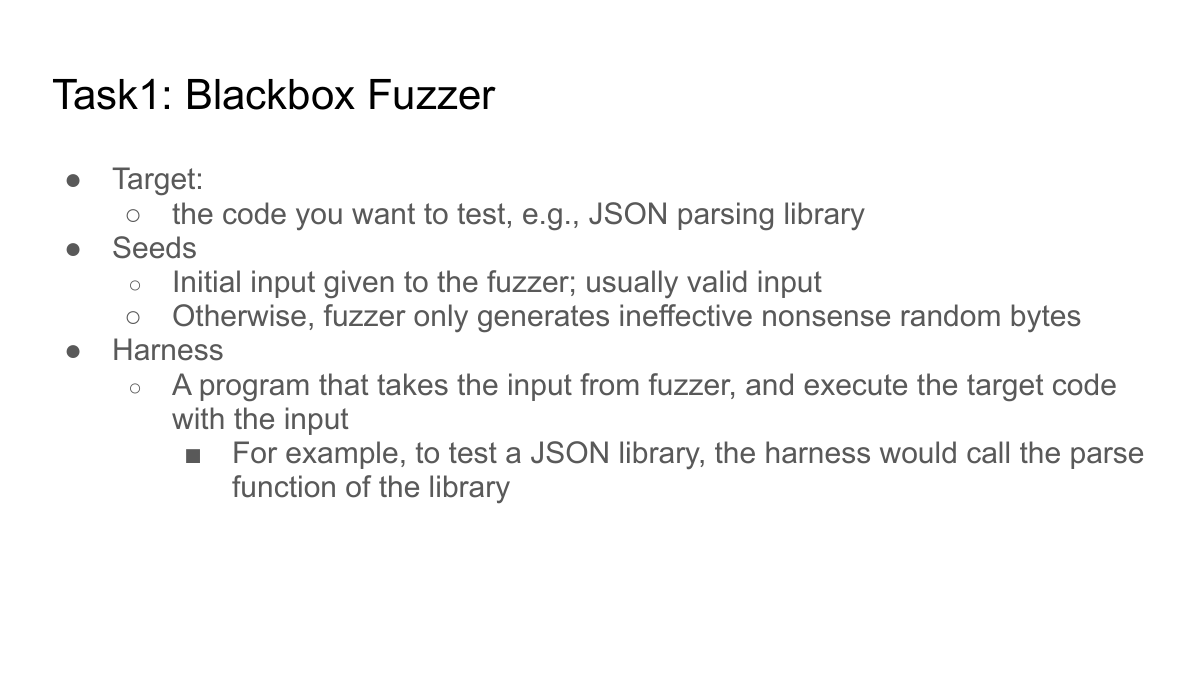 Task1: Blackbox Fuzzer
● Target:
○ the code you want to test, e.g., JSON parsing library
● Seeds
○ Initial input given to the fuzzer; usually valid input
○ Otherwise, fuzzer only generates ineffective nonsense random bytes
● Harness
○ A program that takes the input from fuzzer, and execute the target code
with the input
■ For example, to test a JSON library, the harness would call the parse
function of the library